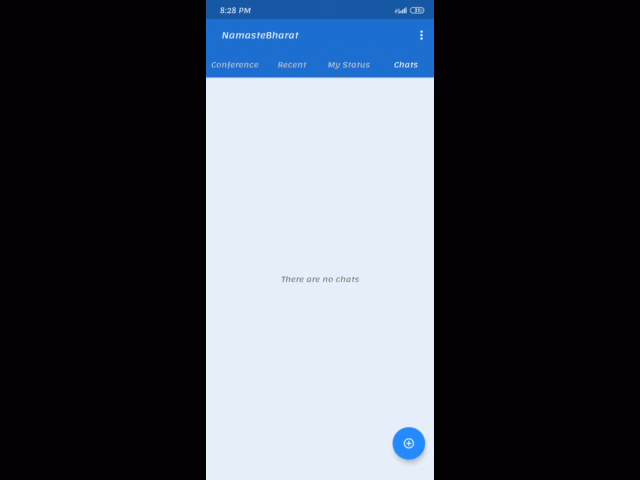 8:28 PM
NamasteBharat
Conference Recent My Status Chats
There are no chats